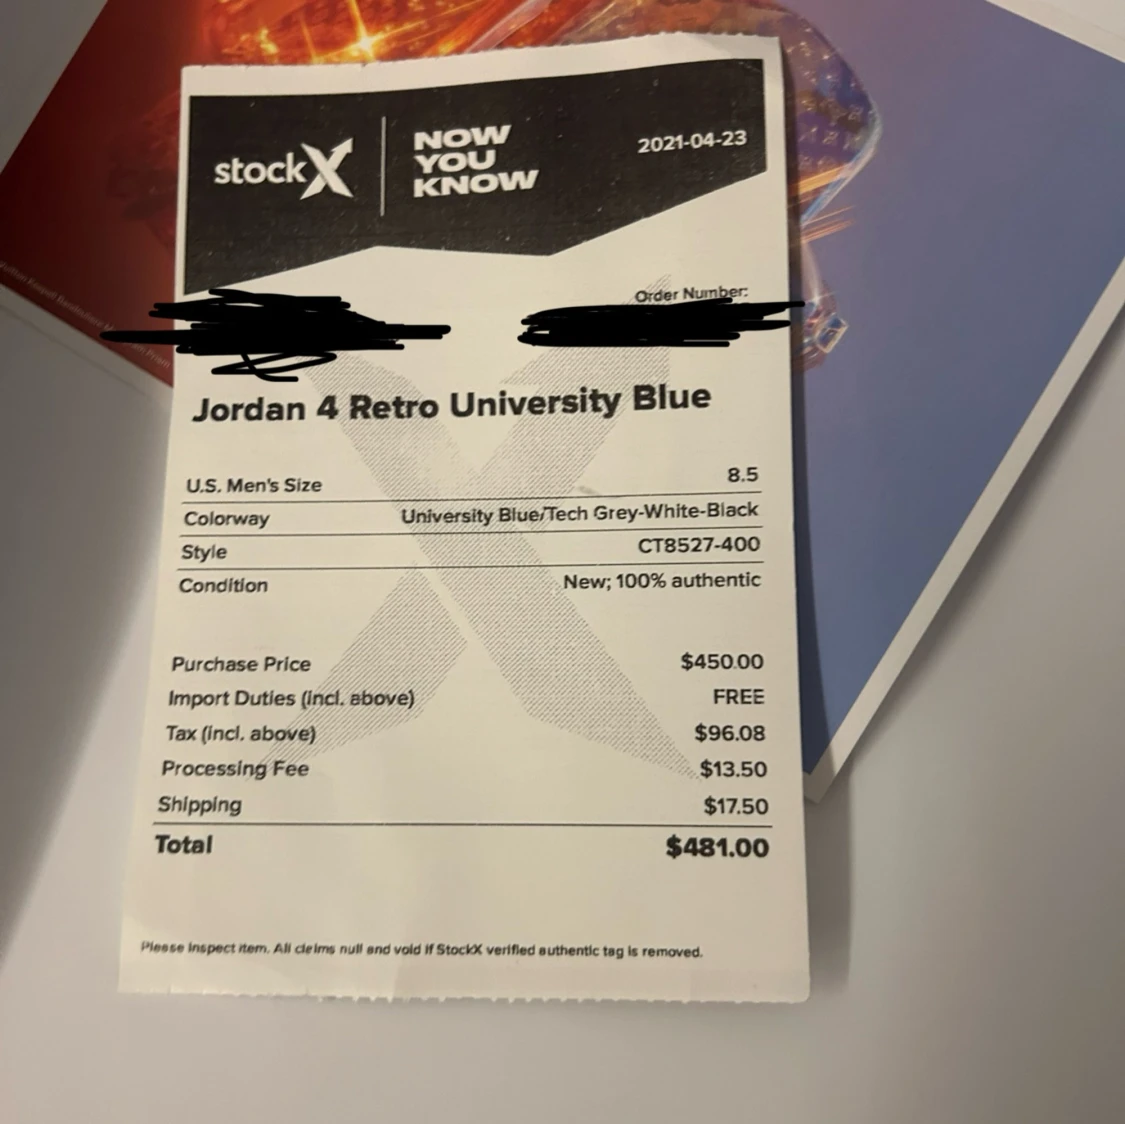 stockX
NOW
YOU
KNOW
2021-04-23
Order Number:
Jordan 4 Retro University Blue
U.S. Men's Size 8.5
Colorway University Blue/Tech Grey-White-Black
Style CT8527-400
Condition New; 100% authentic
Purchase Price $450.00
Import Duties (incl. above) FREE
Tax (incl. above) $96.08
Processing Fee $13.50
Shipping $17.50
Total $481.00
Please inspect item. All claims null and void if StockX verified authentic tag is removed.